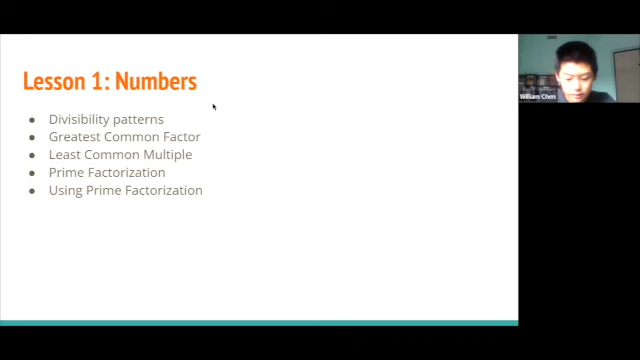 Lesson 1: Numbers
● Divisibility patterns
● Greatest Common Factor
● Least Common Multiple
● Prime Factorization
● Using Prime Factorization
William Chen